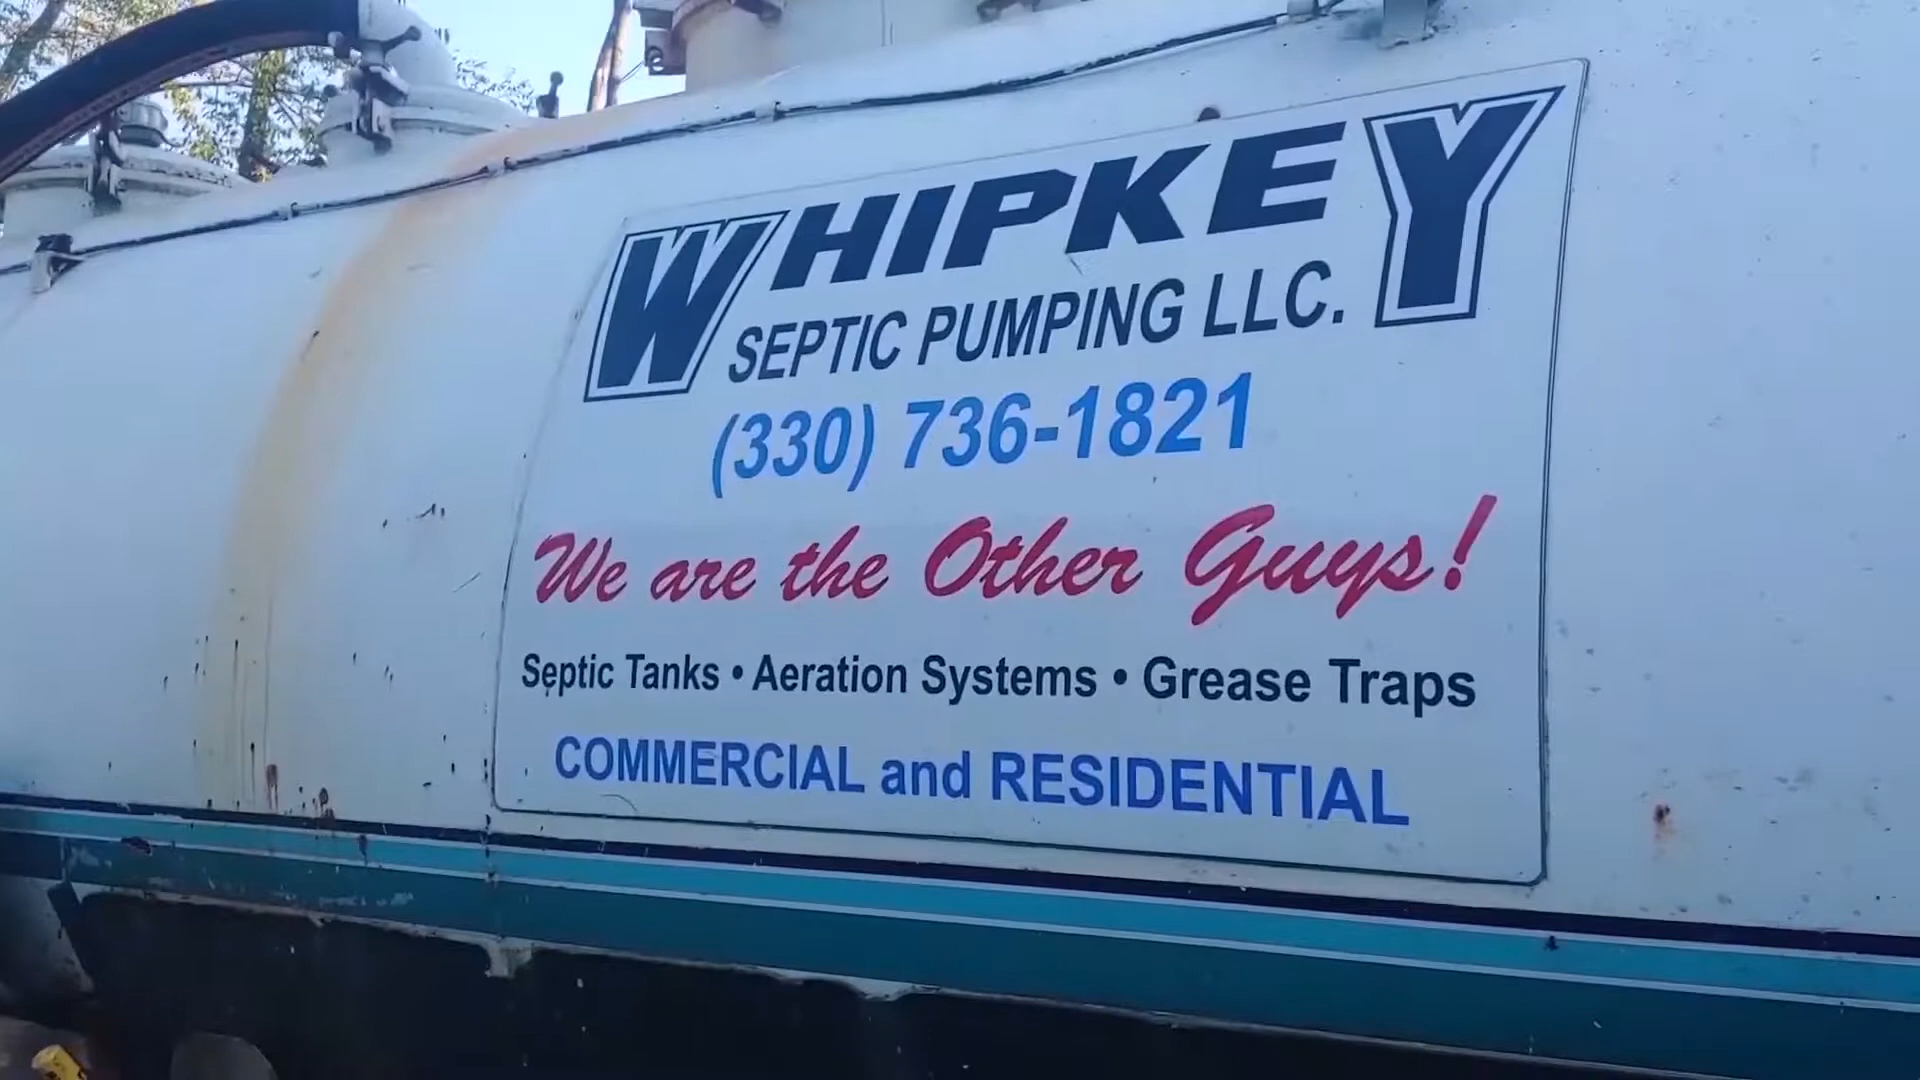 WHIPKEY
SEPTIC PUMPING LLC.
(330) 736-1821
We are the Other Guys!
Septic Tanks • Aeration Systems • Grease Traps
COMMERCIAL and RESIDENTIAL